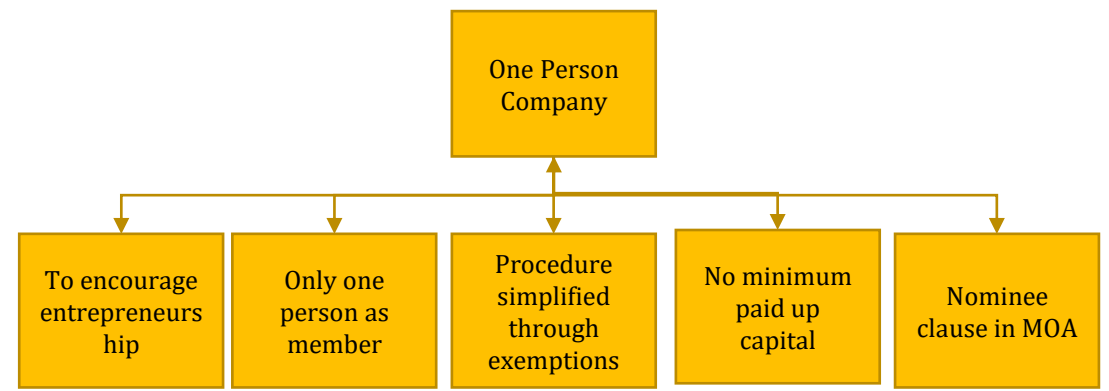 One Person
Company
To encourage
entrepreneurs
hip
Only one
person as
member
Procedure
simplified
through
exemptions
No minimum
paid up
capital
Nominee
clause in MOA